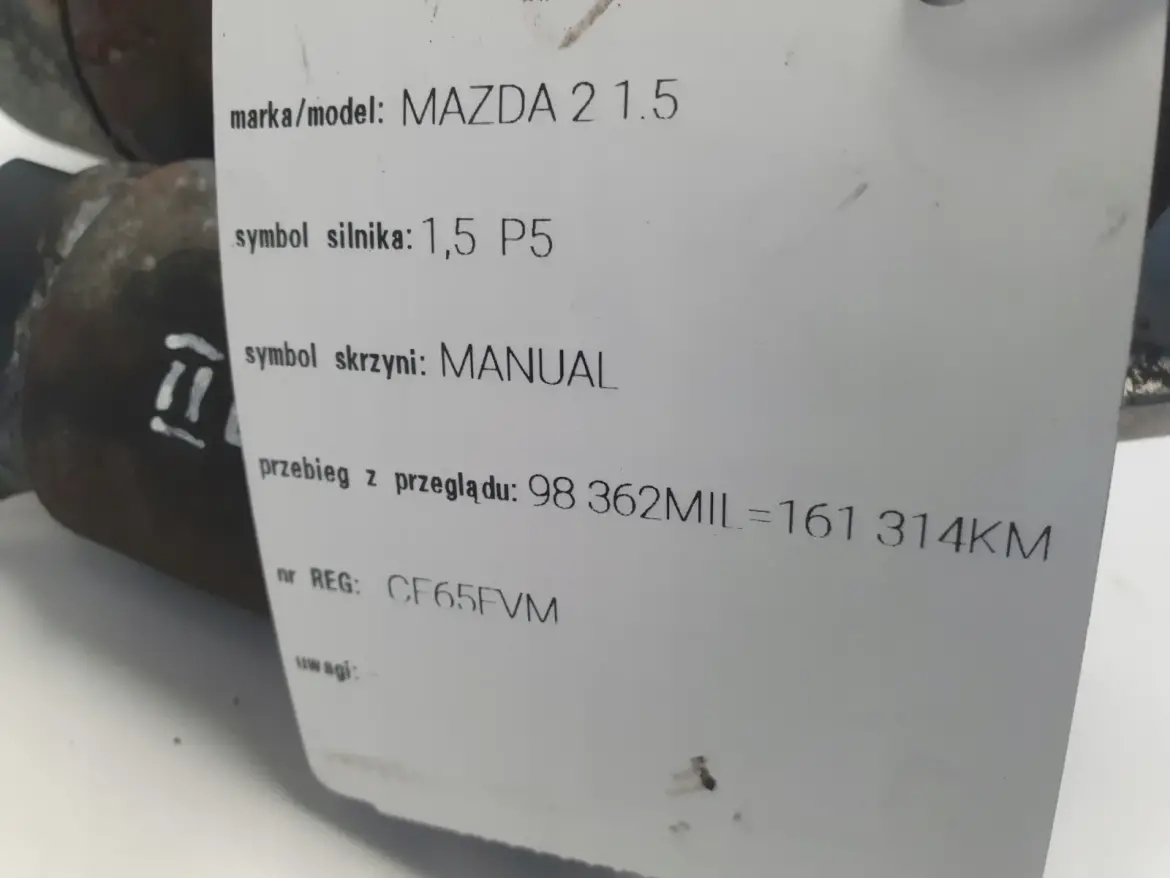 marka/model: MAZDA 2 1.5
symbol silnika: 1,5 P5
symbol skrzyni: MANUAL
przebieg z przeglądu: 98 362MIL=161 314KM
nr REG: CF65FVM
uwagi:
II